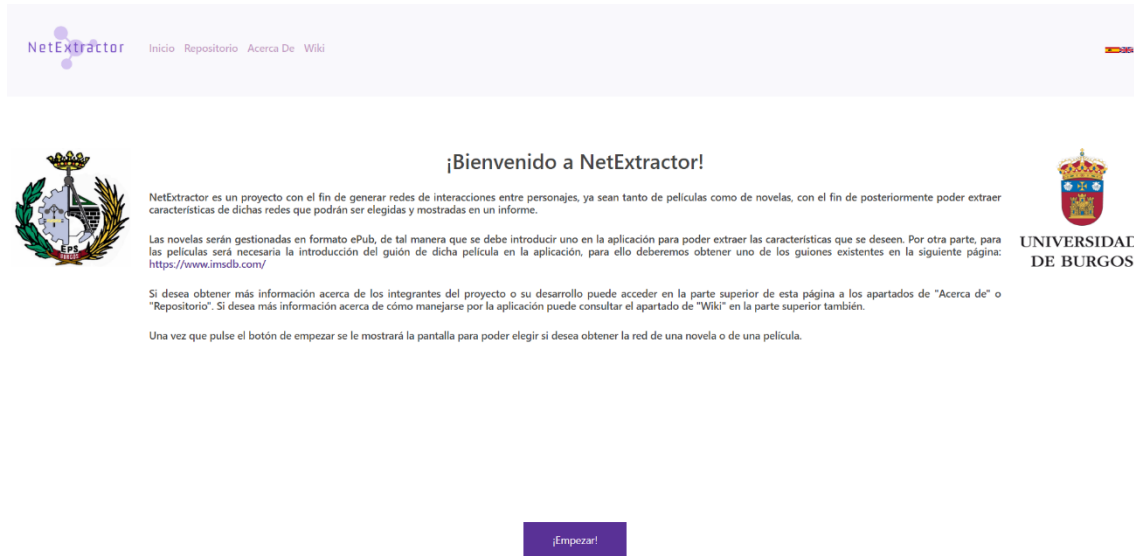 NetExtractor
Inicio Repositorio Acerca De Wiki
¡Bienvenido a NetExtractor!
NetExtractor es un proyecto con el fin de generar redes de interacciones entre personajes, ya sean tanto de películas como de novelas, con el fin de posteriormente poder extraer
características de dichas redes que podrán ser elegidas y mostradas en un informe.
Las novelas serán gestionadas en formato ePub, de tal manera que se debe introducir uno en la aplicación para poder extraer las características que se deseen. Por otra parte, para
las películas será necesaria la introducción del guión de dicha película en la aplicación, para ello deberemos obtener uno de los guiones existentes en la siguiente página:
https://www.imsdb.com/
Si desea obtener más información acerca de los integrantes del proyecto o su desarrollo puede acceder en la parte superior de esta página a los apartados de "Acerca de" o
"Repositorio". Si desea más información acerca de cómo manejarse por la aplicación puede consultar el apartado de "Wiki" en la parte superior también.
Una vez que pulse el botón de empezar se le mostrará la pantalla para poder elegir si desea obtener la red de una novela o de una película.
EPS
BURGOS
UNIVERSIDAD
DE BURGOS
¡Empezar!